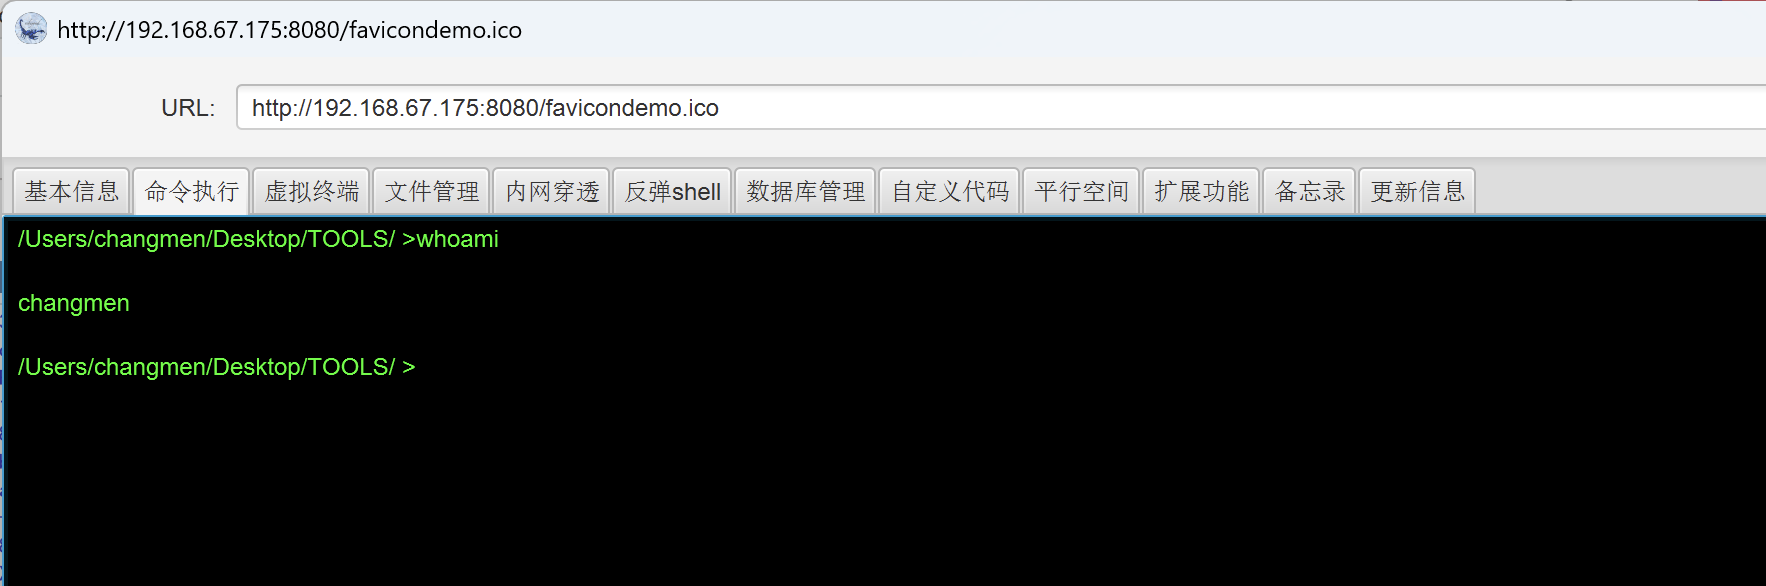 http://192.168.67.175:8080/favicondemo.ico
URL: http://192.168.67.175:8080/favicondemo.ico
基本信息 命令执行 虚拟终端 文件管理 内网穿透 反弹shell 数据库管理 自定义代码 平行空间 扩展功能 备忘录 更新信息
/Users/changmen/Desktop/TOOLS/ >whoami
changmen
/Users/changmen/Desktop/TOOLS/ >